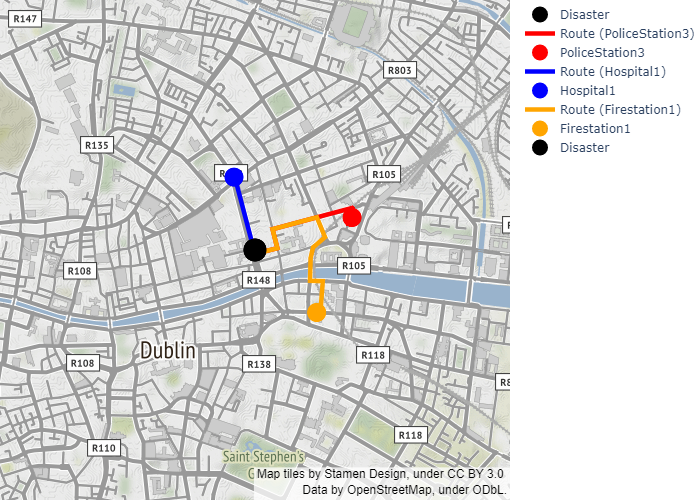 R147
R803
R135
R105
R108
R105
R148
Dublin
R118
R138
R108
R118
R110
Saint Stephen's
Map tiles by Stamen Design, under CC BY 3.0
Data by OpenStreetMap, under ODbL.
Disaster
Route (PoliceStation3)
PoliceStation3
Route (Hospital1)
Hospital1
Route (Firestation1)
Firestation1
Disaster